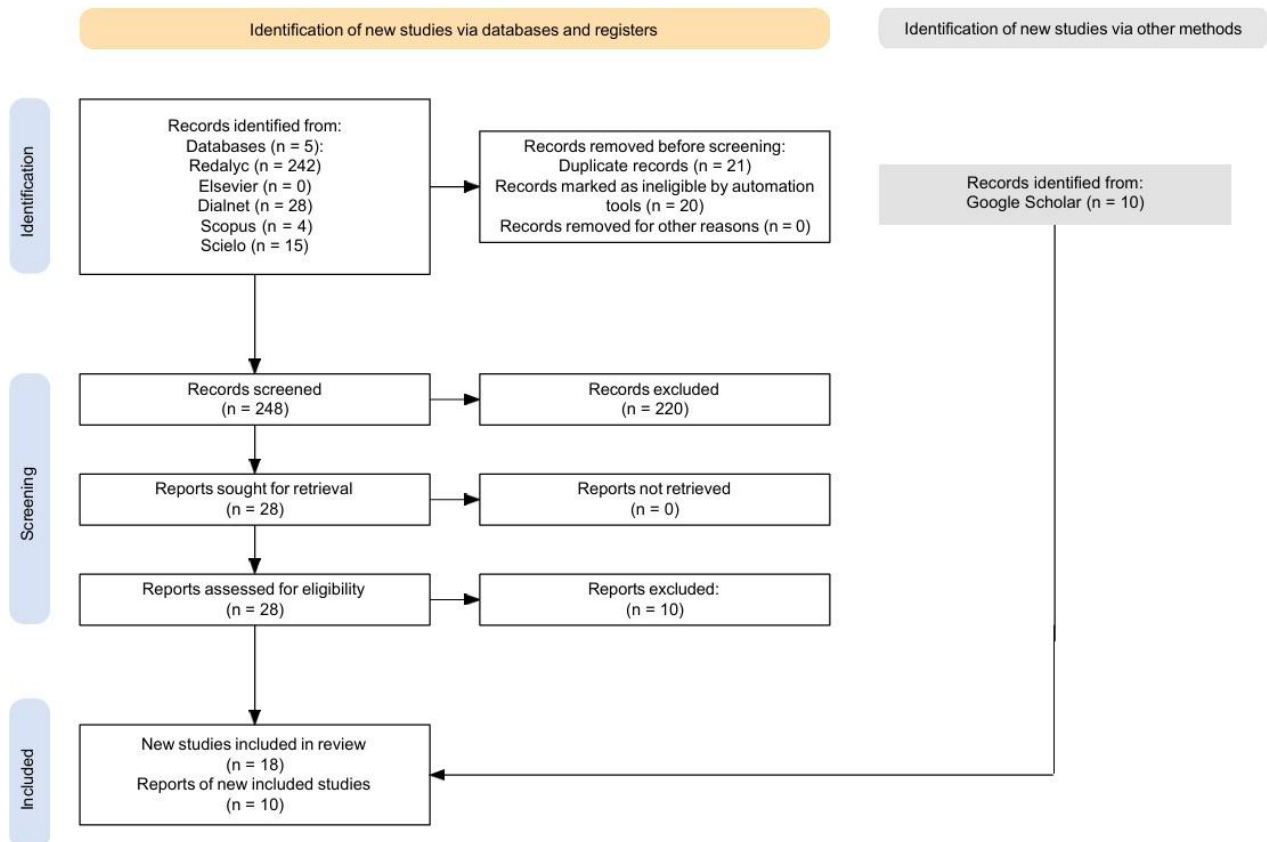 Identification of new studies via databases and registers
Identification of new studies via other methods
Identification
Records identified from:
Databases (n = 5):
Redalyc (n = 242)
Elsevier (n = 0)
Dialnet (n = 28)
Scopus (n = 4)
Scielo (n = 15)
Records removed before screening:
Duplicate records (n = 21)
Records marked as ineligible by automation
tools (n = 20)
Records removed for other reasons (n = 0)
Records identified from:
Google Scholar (n = 10)
Screening
Records screened
(n = 248)
Records excluded
(n = 220)
Reports sought for retrieval
(n = 28)
Reports not retrieved
(n = 0)
Reports assessed for eligibility
(n = 28)
Reports excluded:
(n = 10)
Included
New studies included in review
(n = 18)
Reports of new included studies
(n = 10)